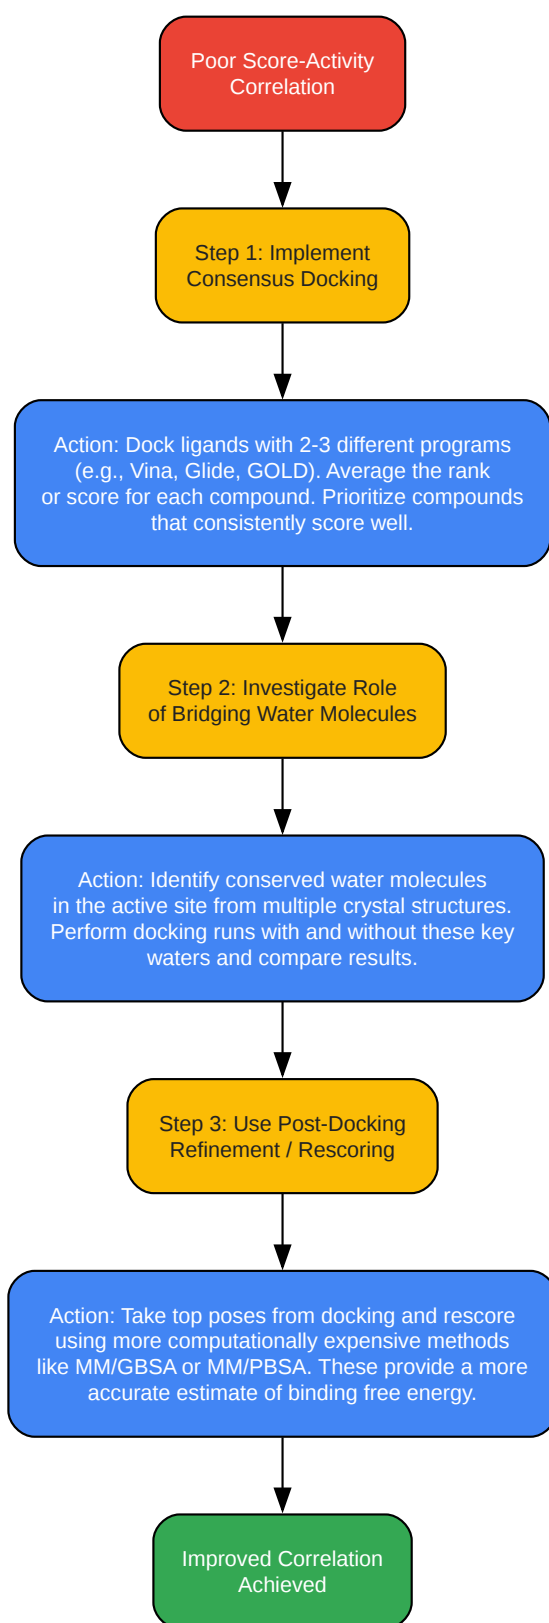 Poor Score-Activity
Correlation
Step 1: Implement
Consensus Docking
Action: Dock ligands with 2-3 different programs
(e.g., Vina, Glide, GOLD). Average the rank
or score for each compound. Prioritize compounds
that consistently score well.
Step 2: Investigate Role
of Bridging Water Molecules
Action: Identify conserved water molecules
in the active site from multiple crystal structures.
Perform docking runs with and without these key
waters and compare results.
Step 3: Use Post-Docking
Refinement / Rescoring
Action: Take top poses from docking and rescore
using more computationally expensive methods
like MM/GBSA or MM/PBSA. These provide a more
accurate estimate of binding free energy.
Improved Correlation
Achieved